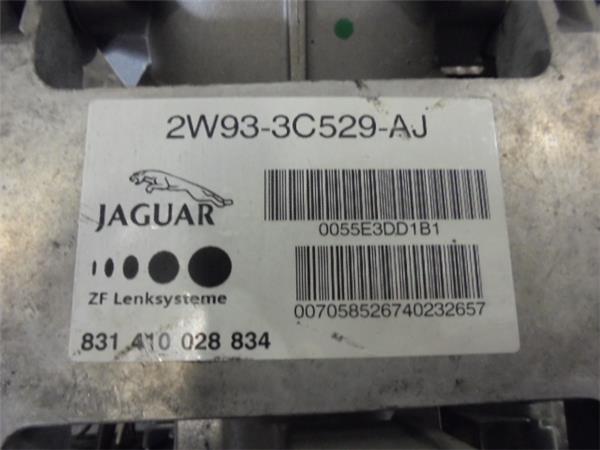 2W93-3C529-AJ
JAGUAR
0055E3DD1B1
ZF Lenksysteme
007058526740232657
831 410 028 834